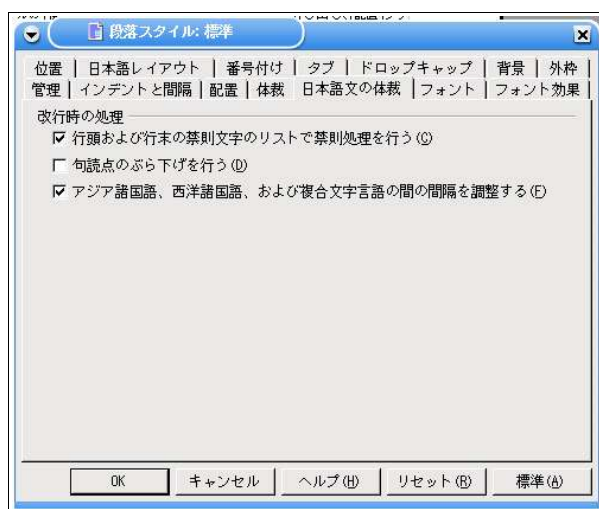 段落スタイル: 標準
位置 日本語レイアウト 番号付け タブ ドロップキャップ 背景 外枠
管理 インデントと間隔 配置 体裁 日本語文の体裁 フォント フォント効果
改行時の処理
行頭および行末の禁則文字のリストで禁則処理を行う(C)
句読点のぶら下げを行う(D)
アジア諸国語、西洋諸国語、および複合文字言語の間の間隔を調整する(E)
OK キャンセル ヘルプ(H) リセット(R) 標準(A)